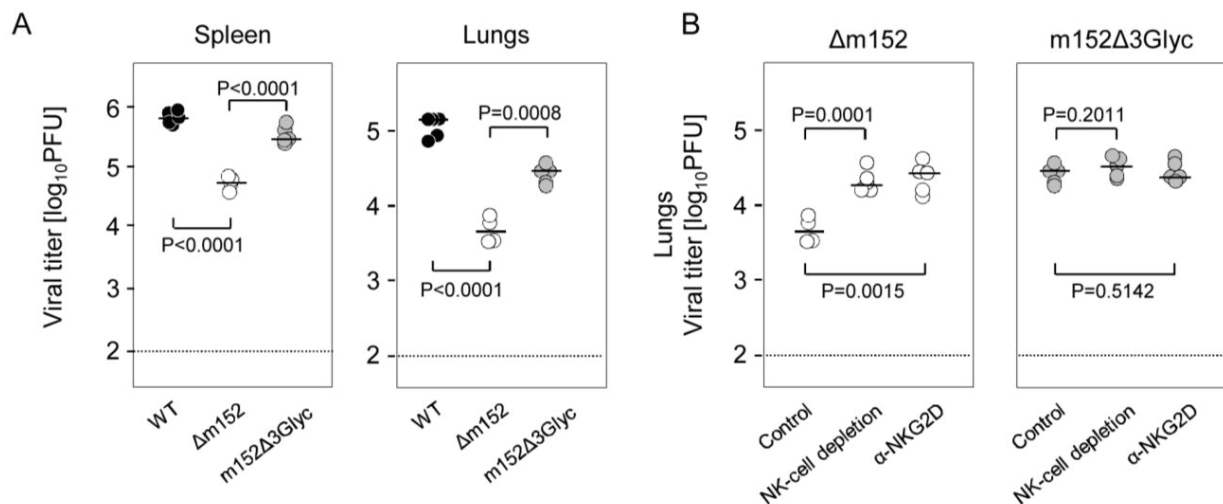 A
Spleen
Viral titer [log₁₀PFU]
6
5
4
3
2
P<0.0001
P<0.0001
WT
Δm152
m152Δ3Glyc
Lungs
5
4
3
2
P=0.0008
P<0.0001
WT
Δm152
m152Δ3Glyc
B
Δm152
Lungs
Viral titer [log₁₀PFU]
5
4
3
2
P=0.0001
P=0.0015
Control
NK-cell depletion
α-NKG2D
m152Δ3Glyc
P=0.2011
P=0.5142
Control
NK-cell depletion
α-NKG2D